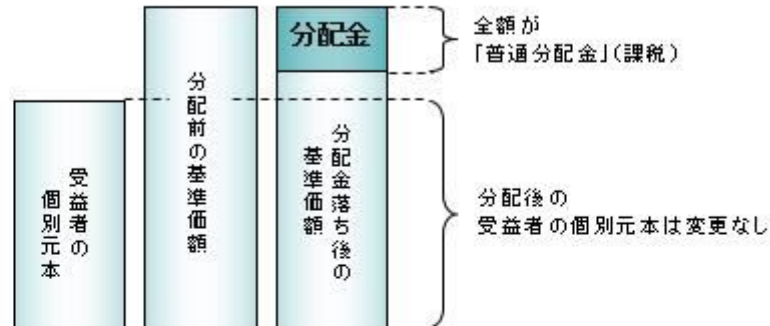 受益者の
個別元本
分配前の基準価額
分配金
分配金落ち後の
基準価額
全額が
「普通分配金」(課税)
分配後の
受益者の個別元本は変更なし